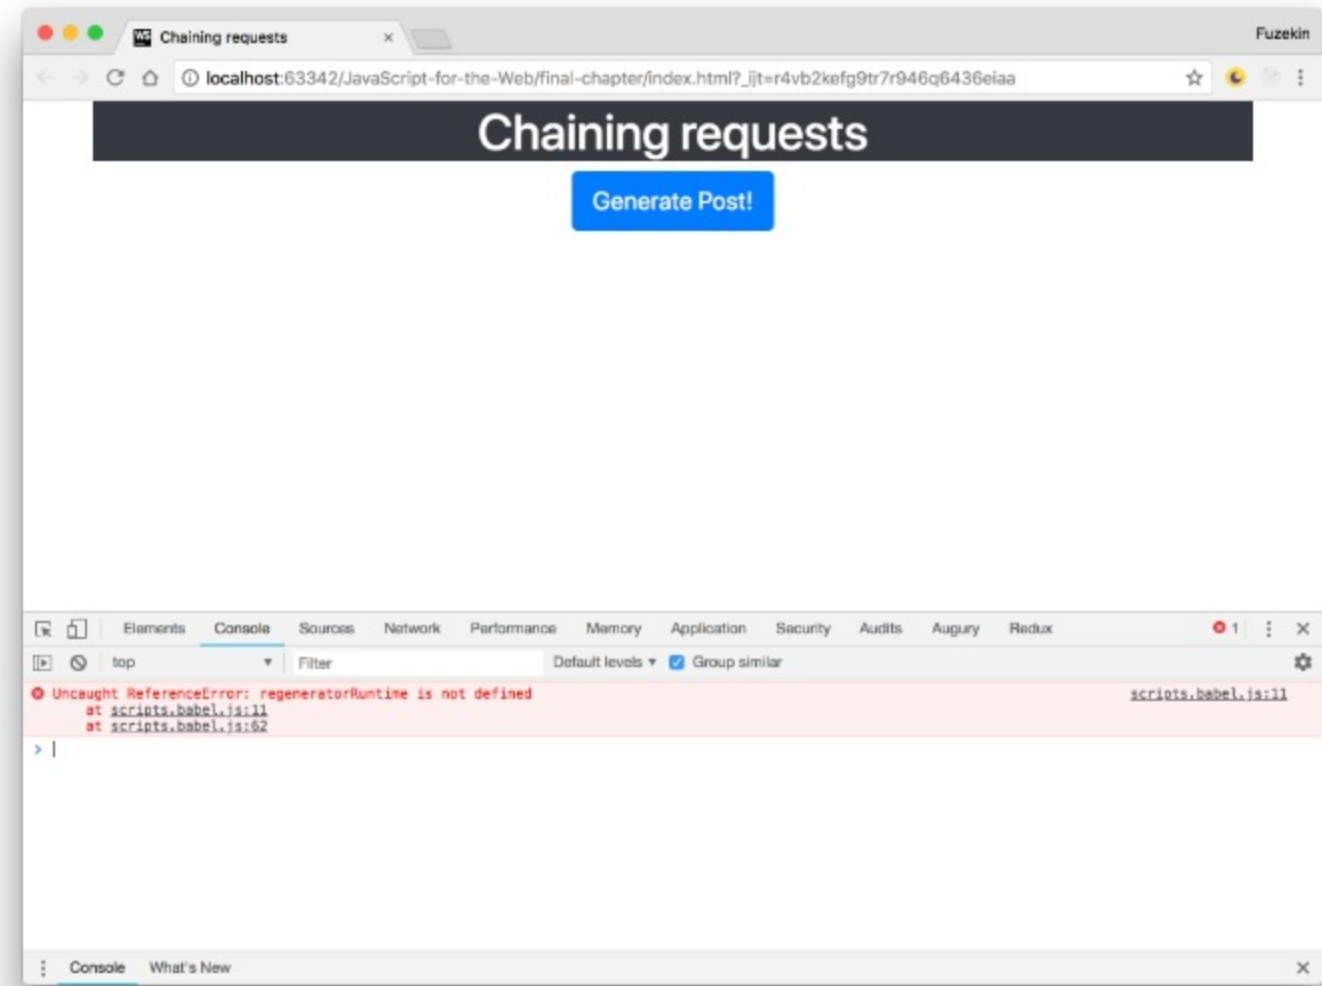 Chaining requests
Fuzekin
localhost:63342/JavaScript-for-the-Web/final-chapter/index.html?_ijt=r4vb2kefg9tr7r946q6436eiaa
Chaining requests
Generate Post!
Elements Console Sources Network Performance Memory Application Security Audits Augury Redux 1
top Filter Default levels Group similar
Uncaught ReferenceError: regeneratorRuntime is not defined scripts.babel.js:11
at scripts.babel.js:11
at scripts.babel.js:62
Console What's New